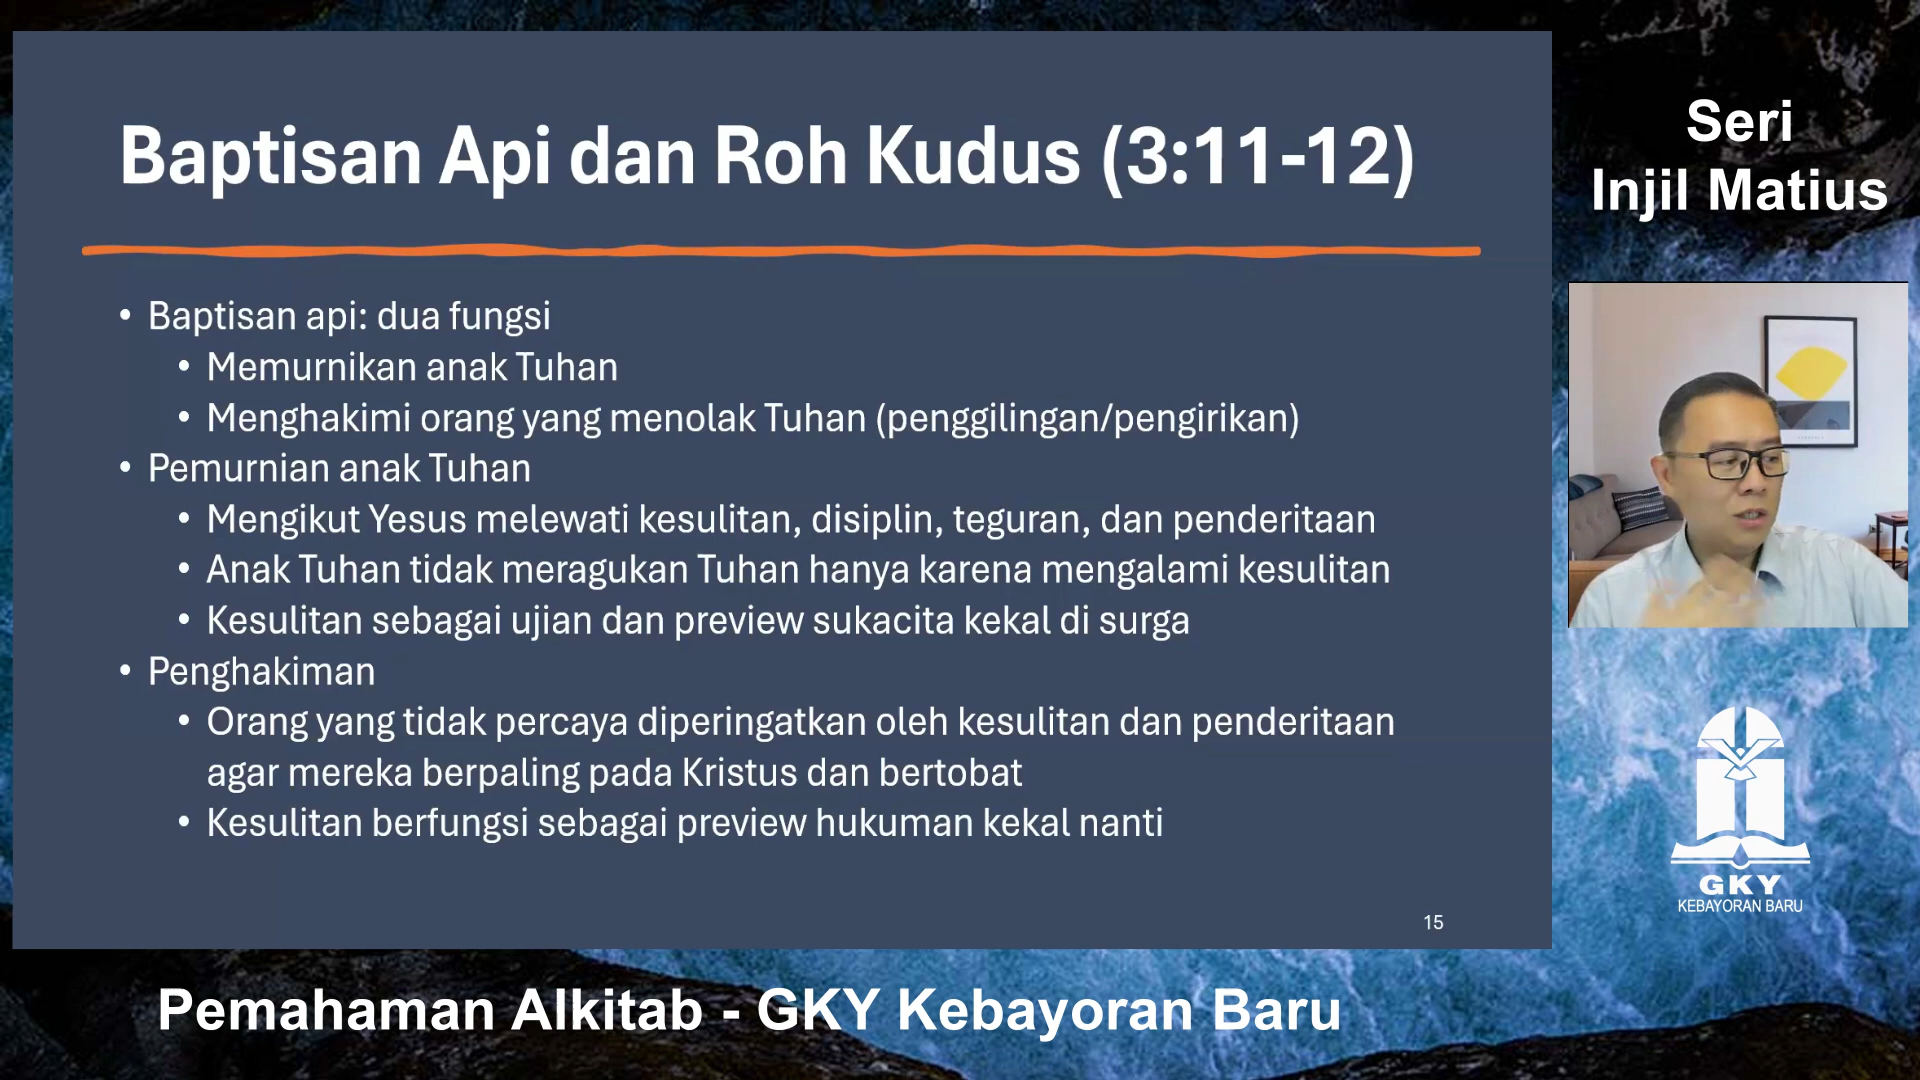 Baptisan Api dan Roh Kudus (3:11-12)
• Baptisan api: dua fungsi
• Memurnikan anak Tuhan
• Menghakimi orang yang menolak Tuhan (penggilingan/pengirikan)
• Pemurnian anak Tuhan
• Mengikut Yesus melewati kesulitan, disiplin, teguran, dan penderitaan
• Anak Tuhan tidak meragukan Tuhan hanya karena mengalami kesulitan
• Kesulitan sebagai ujian dan preview sukacita kekal di surga
• Penghakiman
• Orang yang tidak percaya diperingatkan oleh kesulitan dan penderitaan
agar mereka berpaling pada Kristus dan bertobat
• Kesulitan berfungsi sebagai preview hukuman kekal nanti
15
Seri
Injil Matius
GKY
KEBAYORAN BARU
Pemahaman Alkitab - GKY Kebayoran Baru